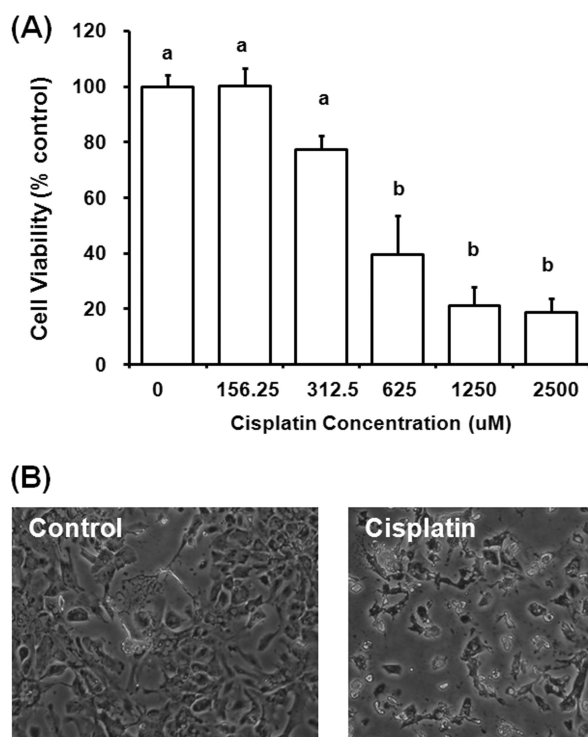 (A)
120
100
80
60
40
20
0
Cell Viability (% control)
a
a
a
b
b
b
0 156.25 312.5 625 1250 2500
Cisplatin Concentration (uM)
(B)
Control
Cisplatin